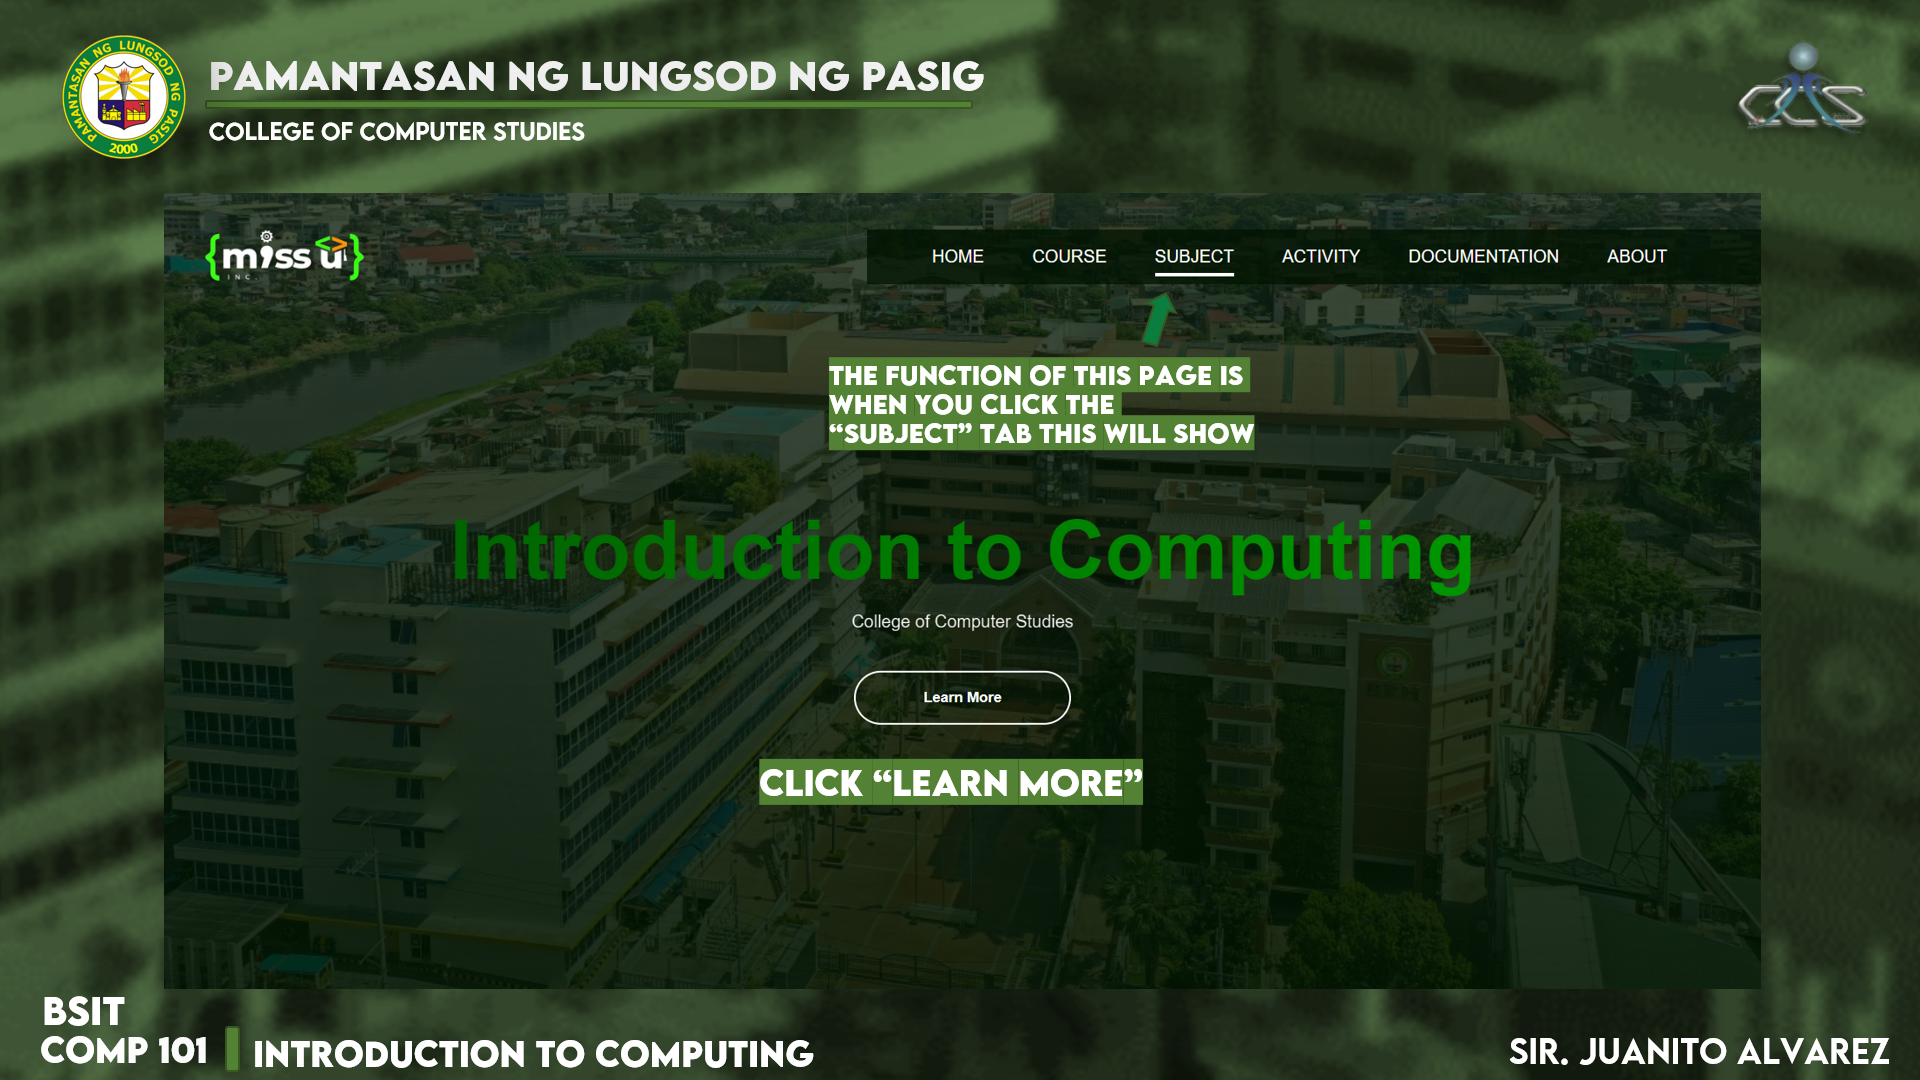 PAMANTASAN NG LUNGSOD NG PASIG
2000
PAMANTASAN NG LUNGSOD NG PASIG
COLLEGE OF COMPUTER STUDIES
CCS
{miss u <>}
INC.
HOME COURSE SUBJECT ACTIVITY DOCUMENTATION ABOUT
THE FUNCTION OF THIS PAGE IS
WHEN YOU CLICK THE
“SUBJECT” TAB THIS WILL SHOW
Introduction to Computing
College of Computer Studies
Learn More
CLICK “LEARN MORE”
BSIT
COMP 101
INTRODUCTION TO COMPUTING
SIR. JUANITO ALVAREZ